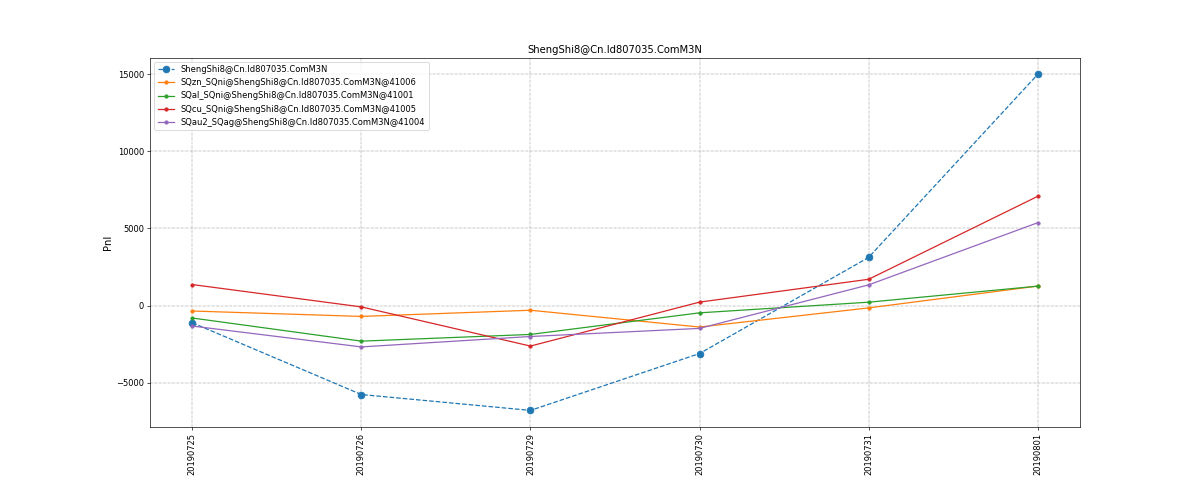 ShengShi8@Cn.Id807035.ComM3N
ShengShi8@Cn.Id807035.ComM3N
SQzn_SQni@ShengShi8@Cn.Id807035.ComM3N@41006
SQal_SQni@ShengShi8@Cn.Id807035.ComM3N@41001
SQcu_SQni@ShengShi8@Cn.Id807035.ComM3N@41005
SQau2_SQag@ShengShi8@Cn.Id807035.ComM3N@41004
15000
10000
5000
0
−5000
PnI
20190725
20190726
20190729
20190730
20190731
20190801